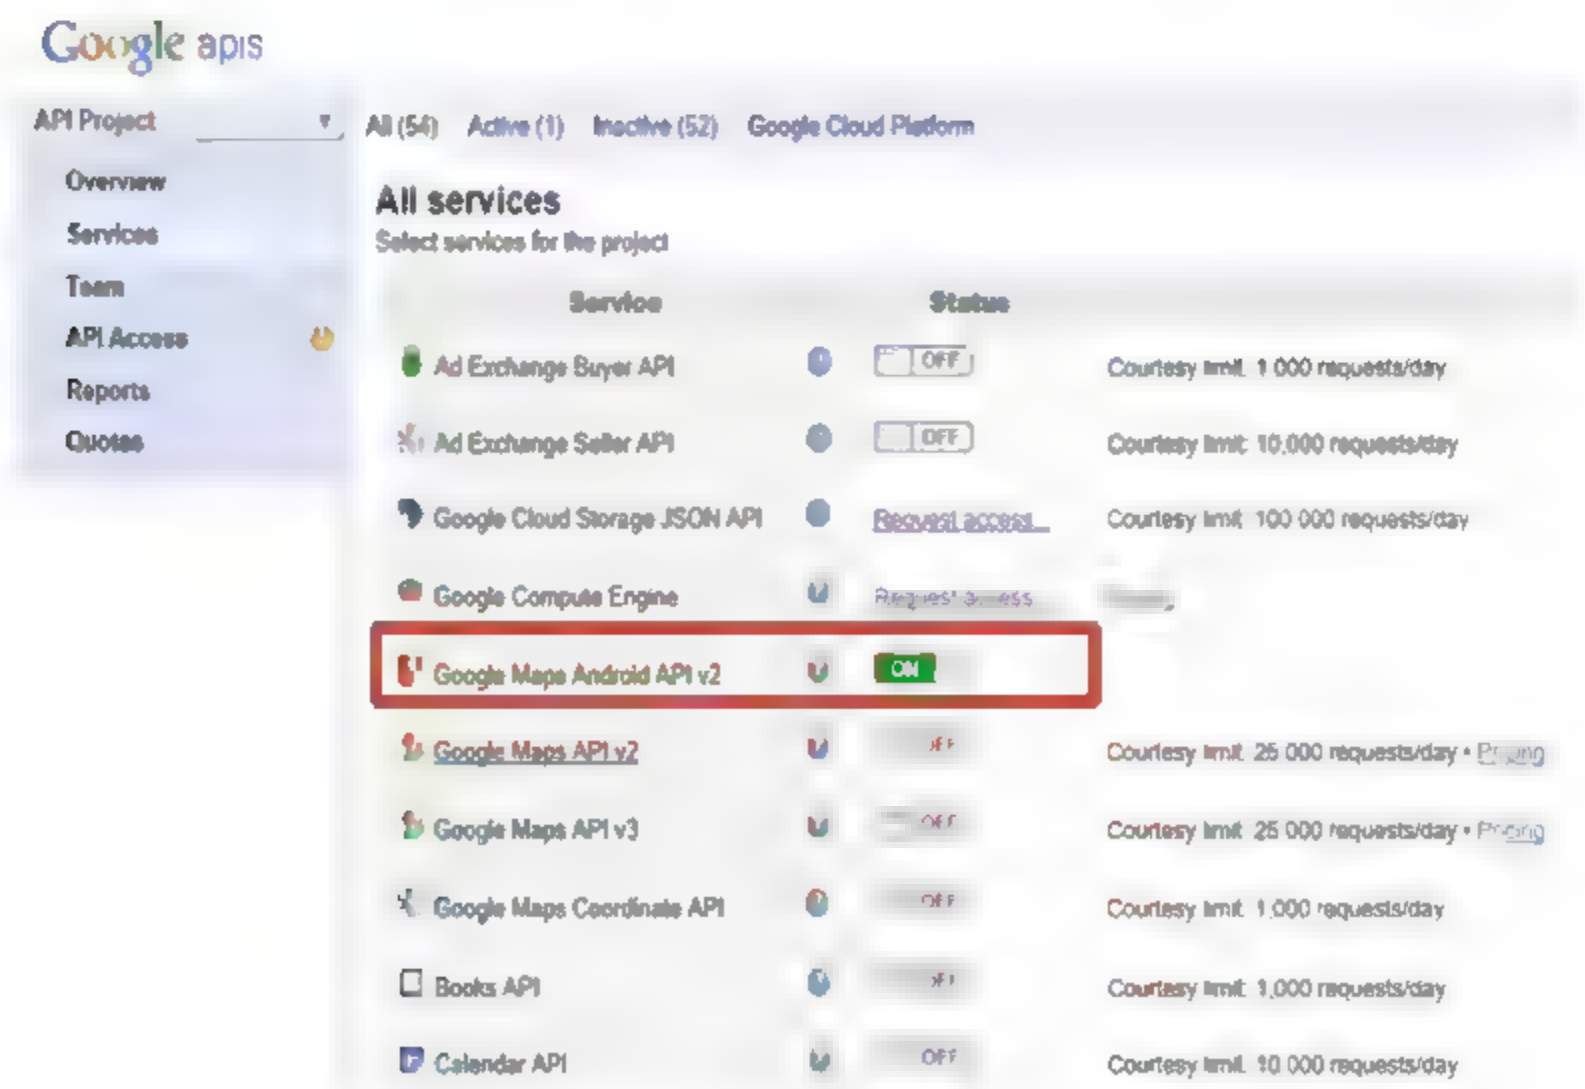 Google apis
API Project
All (54) Active (1) Inactive (52) Google Cloud Platform
Overview
Services
Team
API Access
Reports
Quotas
All services
Select services for the project
Service Status
Ad Exchange Buyer API OFF Courtesy limit: 1,000 requests/day
Ad Exchange Seller API OFF Courtesy limit: 10,000 requests/day
Google Cloud Storage JSON API Request access... Courtesy limit: 100,000 requests/day
Google Compute Engine Request access...
Google Maps Android API v2 ON
Google Maps API v2 OFF Courtesy limit: 25,000 requests/day • Pricing
Google Maps API v3 OFF Courtesy limit: 25,000 requests/day • Pricing
Google Maps Coordinate API OFF Courtesy limit: 1,000 requests/day
Books API OFF Courtesy limit: 1,000 requests/day
Calendar API OFF Courtesy limit: 10,000 requests/day